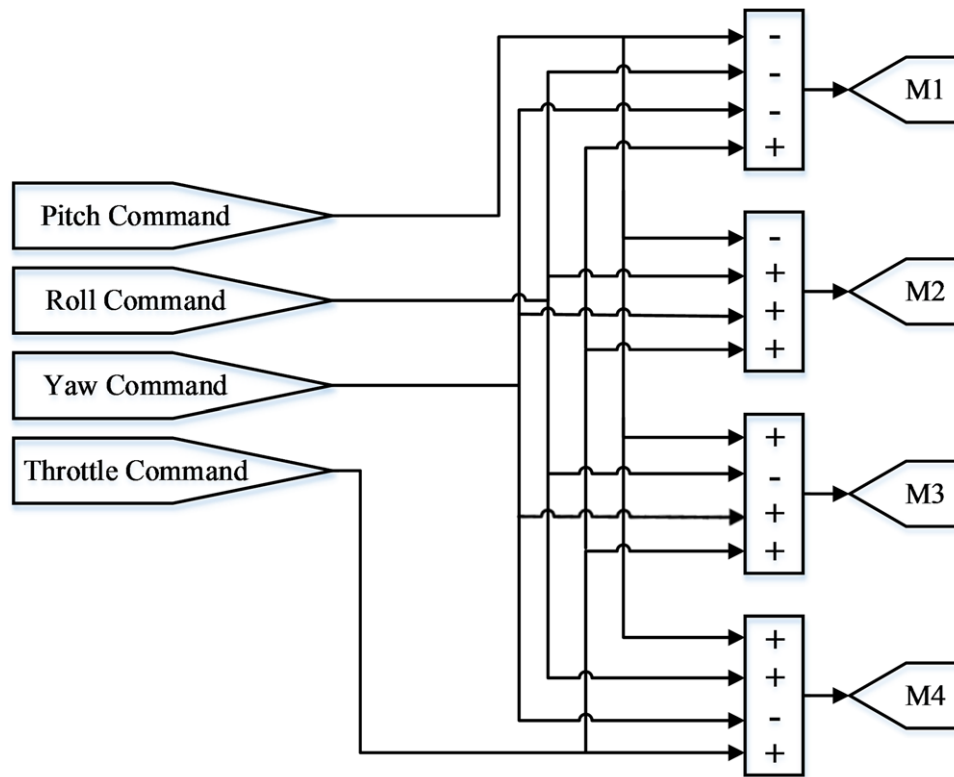 Pitch Command
Roll Command
Yaw Command
Throttle Command
-
-
-
+
M1
-
+
+
+
M2
+
-
+
+
M3
+
+
-
+
M4